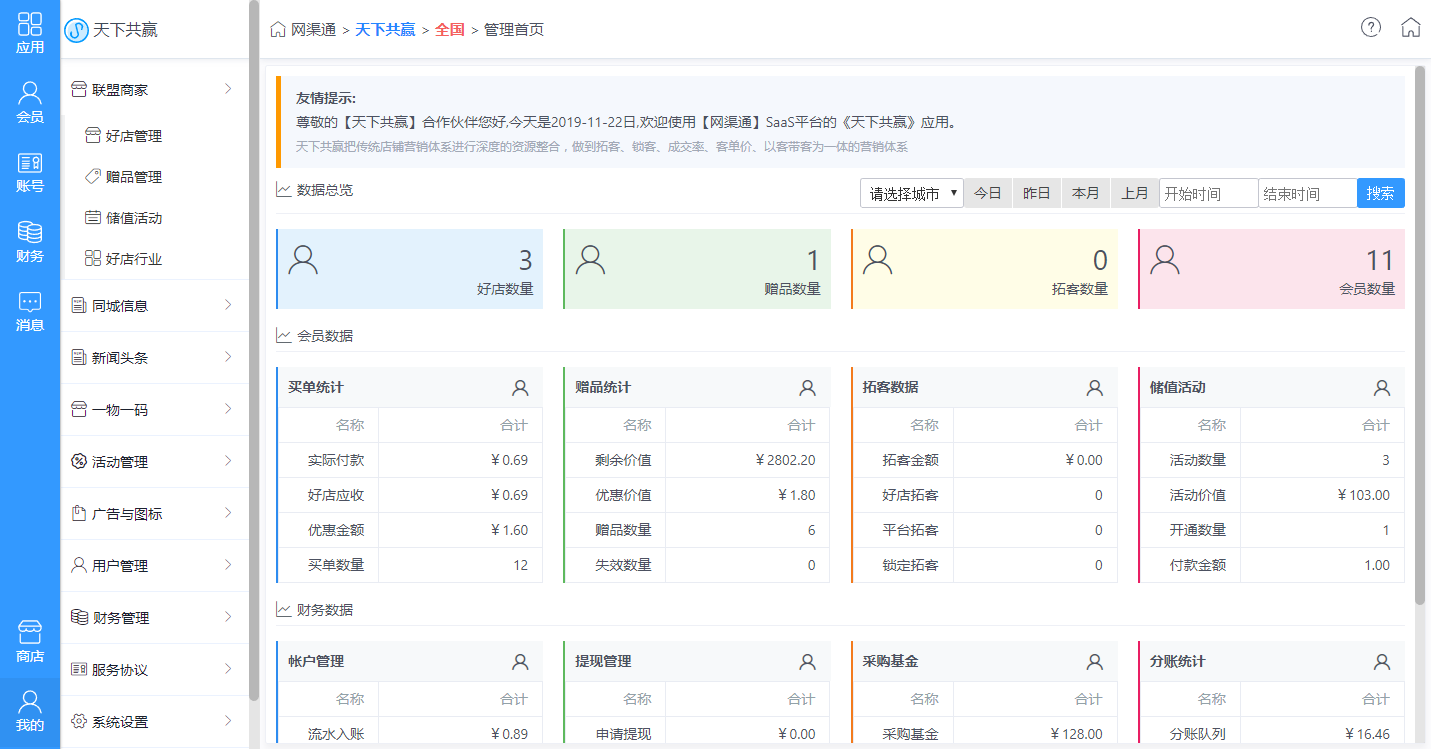 应用
会员
账号
财务
消息
商店
我的
天下共赢
联盟商家
好店管理
赠品管理
储值活动
好店行业
同城信息
新闻头条
一物一码
活动管理
广告与图标
用户管理
财务管理
服务协议
系统设置
网渠通 > 天下共赢 > 全国 > 管理首页
友情提示:
尊敬的【天下共赢】合作伙伴您好,今天是2019-11-22日,欢迎使用【网渠通】SaaS平台的《天下共赢》应用。
天下共赢把传统店铺营销体系进行深度的资源整合，做到拓客、锁客、成交率、客单价、以客带客为一体的营销体系
数据总览
请选择城市 今日 昨日 本月 上月 开始时间 结束时间 搜索
3
好店数量
1
赠品数量
0
拓客数量
11
会员数量
会员数据
买单统计
名称 合计
实际付款 ¥ 0.69
好店应收 ¥ 0.69
优惠金额 ¥ 1.60
买单数量 12
赠品统计
名称 合计
剩余价值 ¥ 2802.20
优惠价值 ¥ 1.80
赠品数量 6
失效数量 0
拓客数据
名称 合计
拓客金额 ¥ 0.00
好店拓客 0
平台拓客 0
锁定拓客 0
储值活动
名称 合计
活动数量 3
活动价值 ¥ 103.00
开通数量 1
付款金额 1.00
财务数据
帐户管理
名称 合计
流水入账 ¥ 0.89
提现管理
名称 合计
申请提现 ¥ 0.00
采购基金
名称 合计
采购基金 ¥ 128.00
分账统计
名称 合计
分账队列 ¥ 16.46